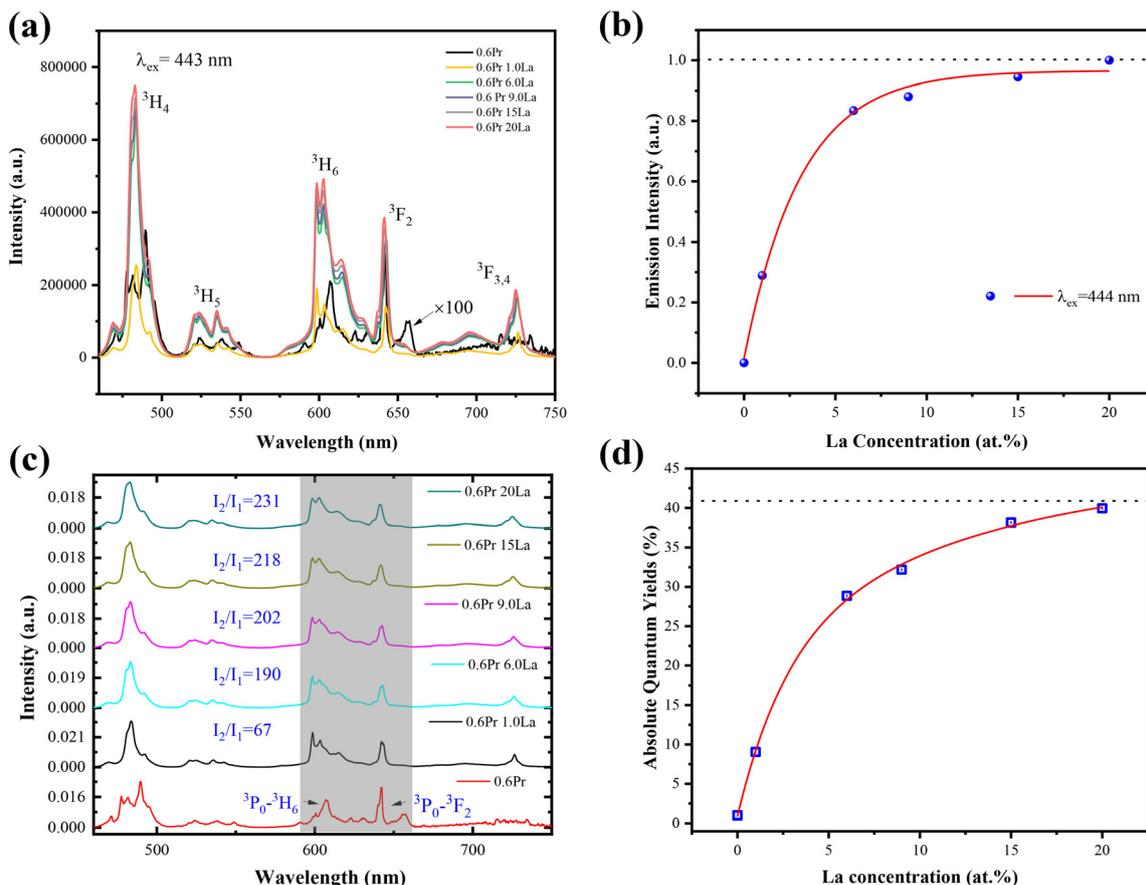 (a)
λex= 443 nm
3H4
3H5
3H6
3F2
3F3,4
×100
0.6Pr
0.6Pr 1.0La
0.6Pr 6.0La
0.6 Pr 9.0La
0.6Pr 15La
0.6Pr 20La
800000
600000
400000
200000
0
500
550
600
650
700
750
Intensity (a.u.)
Wavelength (nm)
(b)
1.0
0.8
0.6
0.4
0.2
0.0
λex=444 nm
0
5
10
15
20
Emission Intensity (a.u.)
La Concentration (at.%)
(c)
0.018
0.000
I2/I1=231
0.6Pr 20La
0.018
0.000
I2/I1=218
0.6Pr 15La
0.018
0.000
I2/I1=202
0.6Pr 9.0La
0.019
0.000
I2/I1=190
0.6Pr 6.0La
0.021
0.000
I2/I1=67
0.6Pr 1.0La
0.016
0.000
0.6Pr
3P0-3H6
3P0-3F2
500
600
700
Intensity (a.u.)
Wavelength (nm)
(d)
45
40
35
30
25
20
15
10
5
0
0
5
10
15
20
Absolute Quantum Yields (%)
La concentration (at.%)